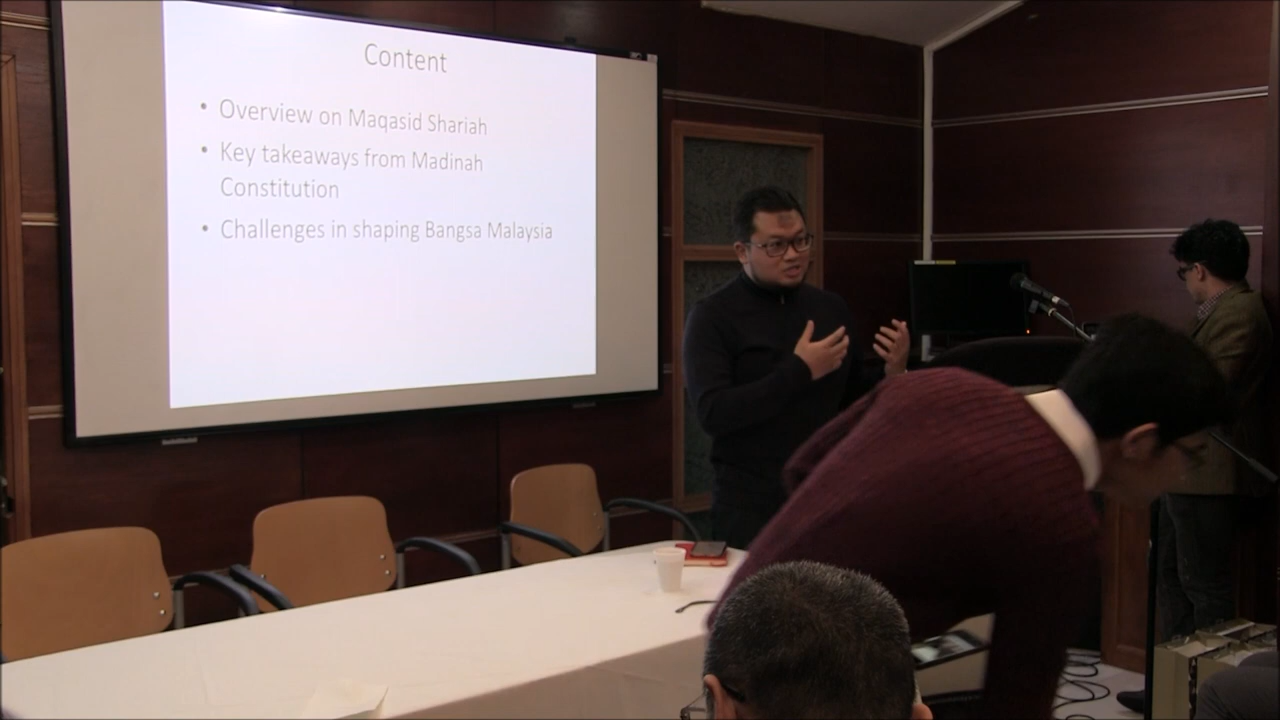 Content
• Overview on Maqasid Shariah
• Key takeaways from Madinah
Constitution
• Challenges in shaping Bangsa Malaysia